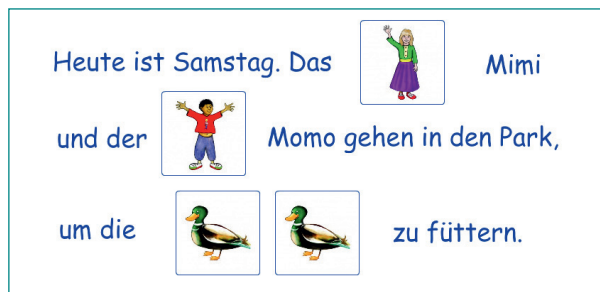 Heute ist Samstag. Das Mimi
und der Momo gehen in den Park,
um die zu füttern.